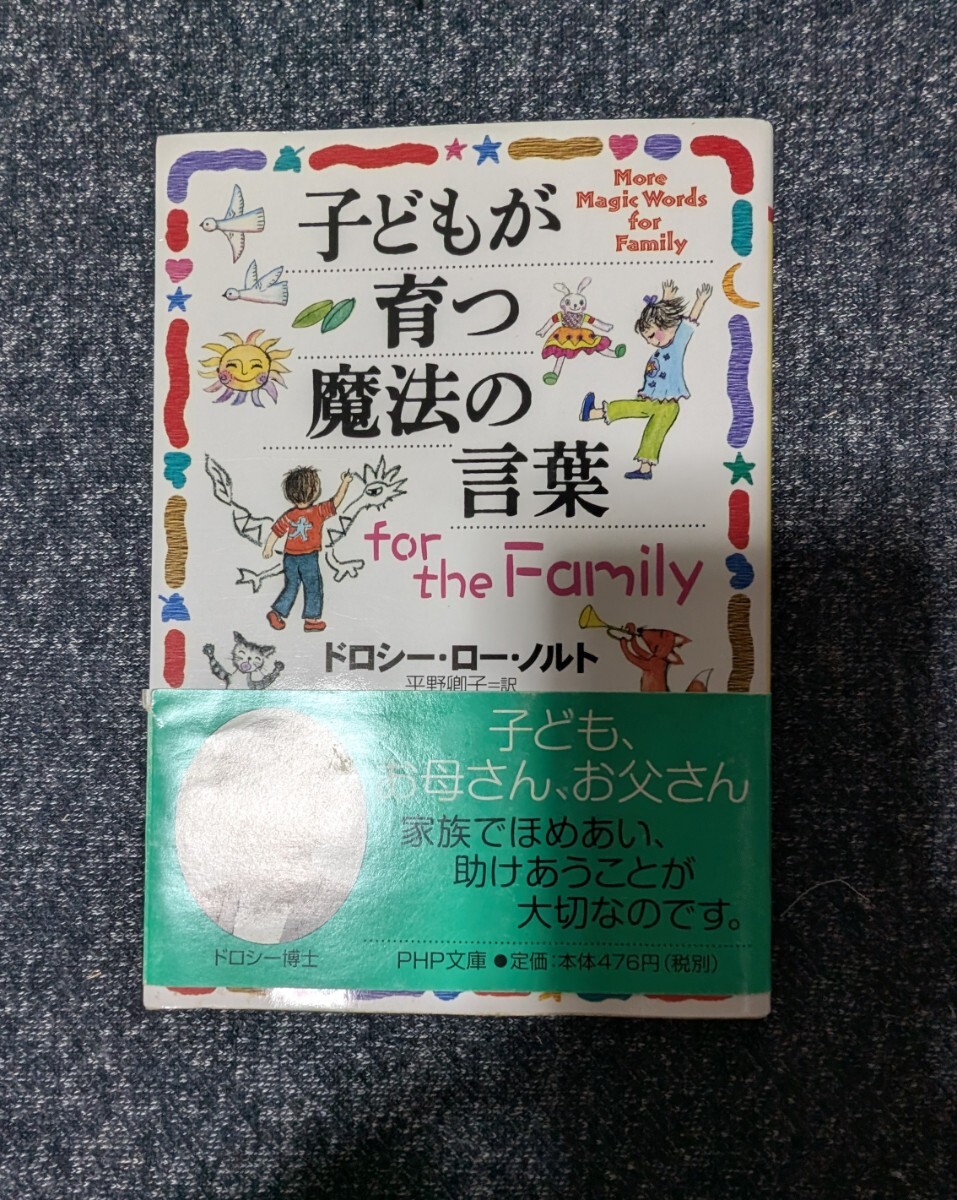 More
Magic Words
for
Family
子どもが
育つ
魔法の
言葉
for
the Family
ドロシー・ロー・ノルト
平野卿子=訳
子ども、
お母さん、お父さん
家族でほめあい、
助けあうことが
大切なのです。
ドロシー博士
PHP文庫●定価:本体476円(税別)